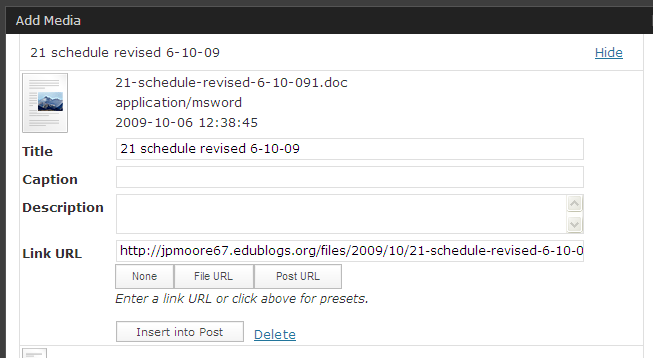 Add Media
21 schedule revised 6-10-09 Hide
21-schedule-revised-6-10-091.doc
application/msword
2009-10-06 12:38:45
Title 21 schedule revised 6-10-09
Caption
Description
Link URL http://jpmoore67.edublogs.org/files/2009/10/21-schedule-revised-6-10-0
None File URL Post URL
Enter a link URL or click above for presets.
Insert into Post Delete